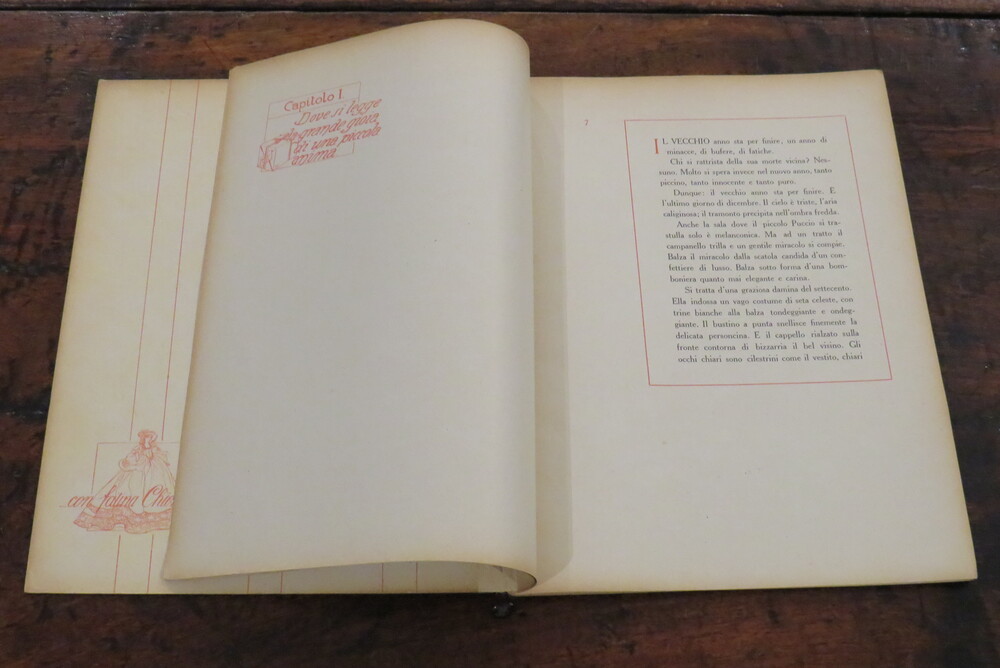 con fatina
Capitolo I.
Dove si legge
la grande gioia
di una piccola
anima.
7
IL VECCHIO anno sta per finire, un anno di
minacce, di bufere, di fatiche.
Chi si rattrista della sua morte vicina? Nes-
suno. Molto si spera invece nel nuovo anno, tanto
piccino, tanto innocente e tanto puro.
Dunque: il vecchio anno sta per finire. È
l'ultimo giorno di dicembre. Il cielo è triste, l'aria
caliginosa; il tramonto precipita nell'ombra fredda.
Anche la sala dove il piccolo Puccio si tra-
stulla solo è melanconica. Ma ad un tratto il
campanello trilla e un gentile miracolo si compie.
Balza il miracolo dalla scatola candida d'un con-
fettiere di lusso. Balza sotto forma d'una bom-
boniera quanto mai elegante e carina.
Si tratta d'una graziosa damina del settecento.
Ella indossa un vago costume di seta celeste, con
trine bianche alla balza tondeggiante e ondeg-
giante. Il bustino a punta snellisce finemente la
delicata personcina. E il cappello rialzato sulla
fronte contorna di bizzarria il bel visino. Gli
occhi chiari sono cilestrini come il vestito, chiari